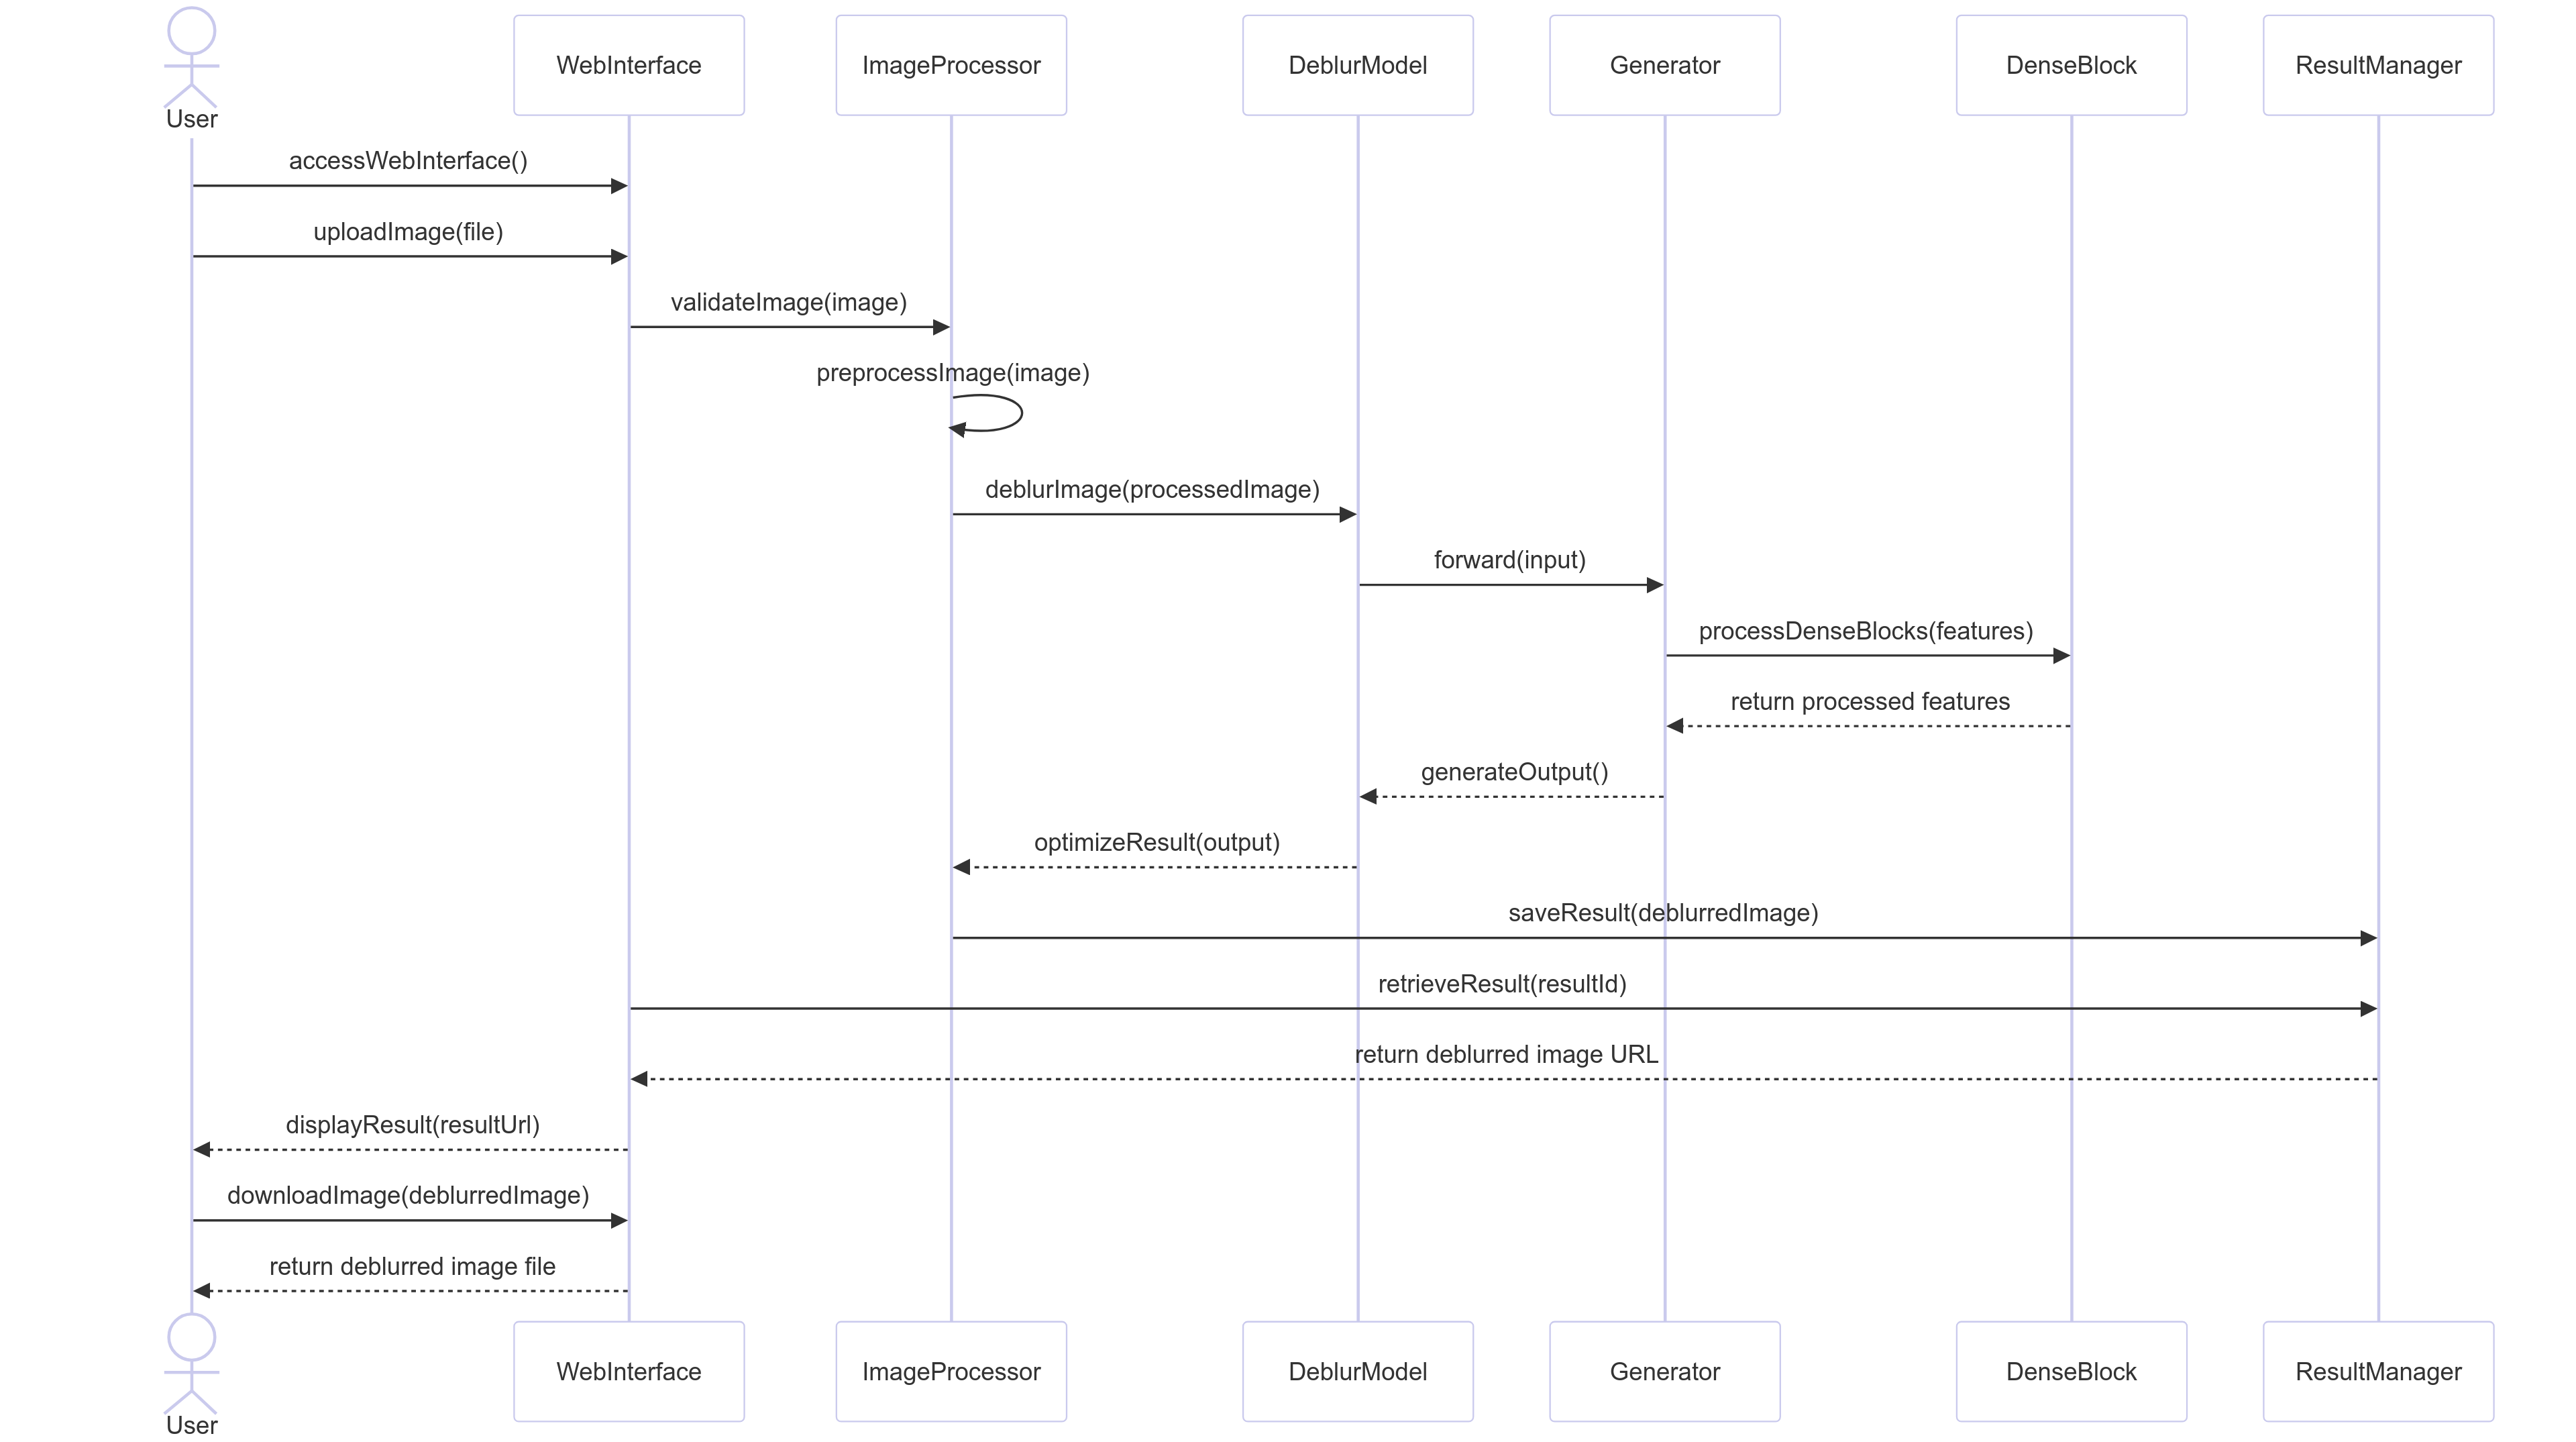 User
WebInterface
ImageProcessor
DeblurModel
Generator
DenseBlock
ResultManager
accessWebInterface()
uploadImage(file)
validateImage(image)
preprocessImage(image)
deblurImage(processedImage)
forward(input)
processDenseBlocks(features)
return processed features
generateOutput()
optimizeResult(output)
saveResult(deblurredImage)
retrieveResult(resultId)
return deblurred image URL
displayResult(resultUrl)
downloadImage(deblurredImage)
return deblurred image file
User
WebInterface
ImageProcessor
DeblurModel
Generator
DenseBlock
ResultManager